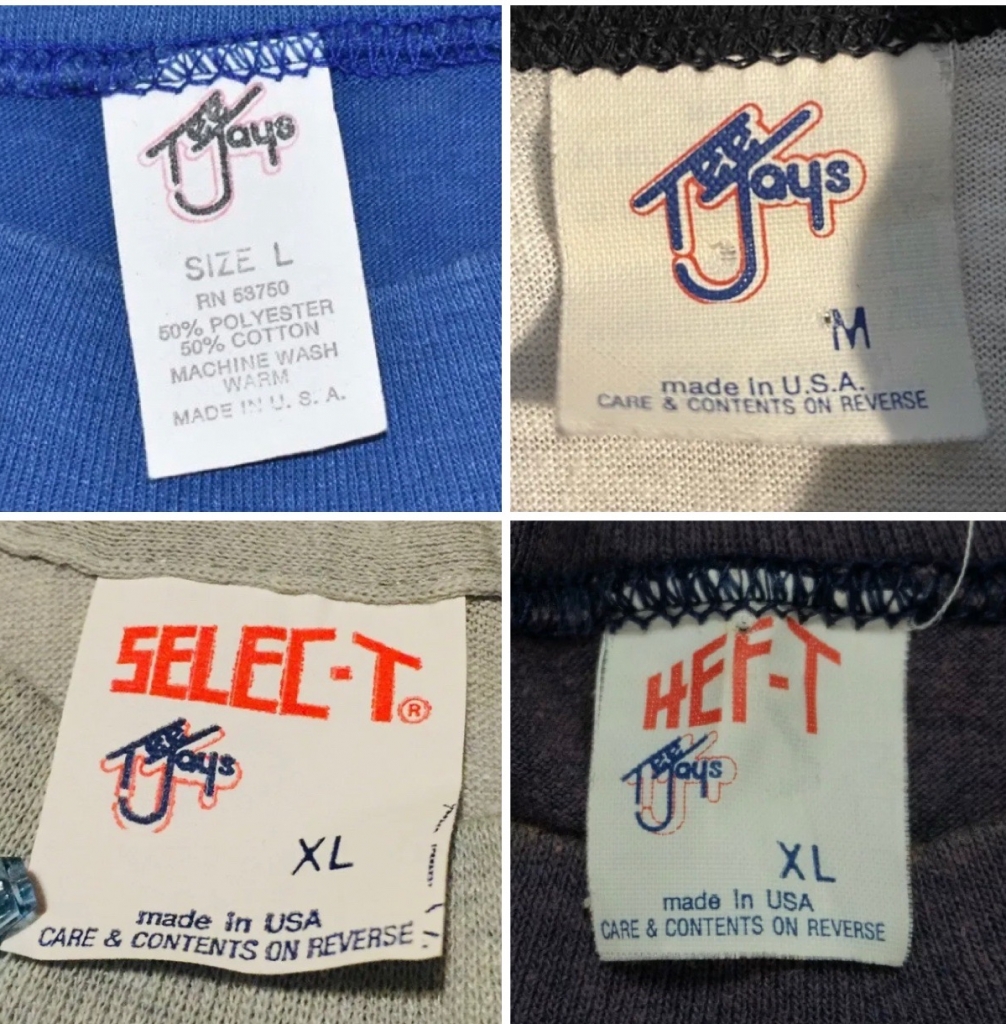 Tee Jays
SIZE L
RN 53750
50% POLYESTER
50% COTTON
MACHINE WASH
WARM
MADE IN U. S. A.
Tee Jays
M
made in U.S.A.
CARE & CONTENTS ON REVERSE
SELEC-T®
Tee Jays
XL
made in USA
CARE & CONTENTS ON REVERSE
HEF-T
Tee Jays
XL
made in USA
CARE & CONTENTS ON REVERSE